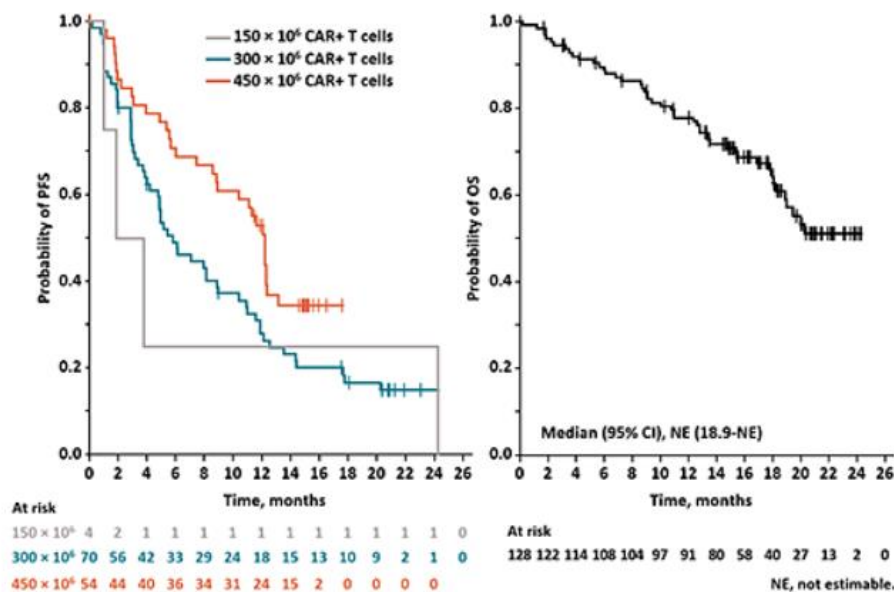 150 × 10⁶ CAR+ T cells
300 × 10⁶ CAR+ T cells
450 × 10⁶ CAR+ T cells
Probability of PFS
1.0
0.8
0.6
0.4
0.2
0.0
0 2 4 6 8 10 12 14 16 18 20 22 24 26
Time, months
At risk
150 × 10⁶ 4 2 1 1 1 1 1 1 1 1 1 1 1 0
300 × 10⁶ 70 56 42 33 29 24 18 15 13 10 9 2 1 0
450 × 10⁶ 54 44 40 36 34 31 24 15 2 0 0 0 0
Probability of OS
1.0
0.8
0.6
0.4
0.2
0.0
Median (95% CI), NE (18.9-NE)
0 2 4 6 8 10 12 14 16 18 20 22 24 26
Time, months
At risk
128 122 114 108 104 97 91 80 58 40 27 13 2 0
NE, not estimable.